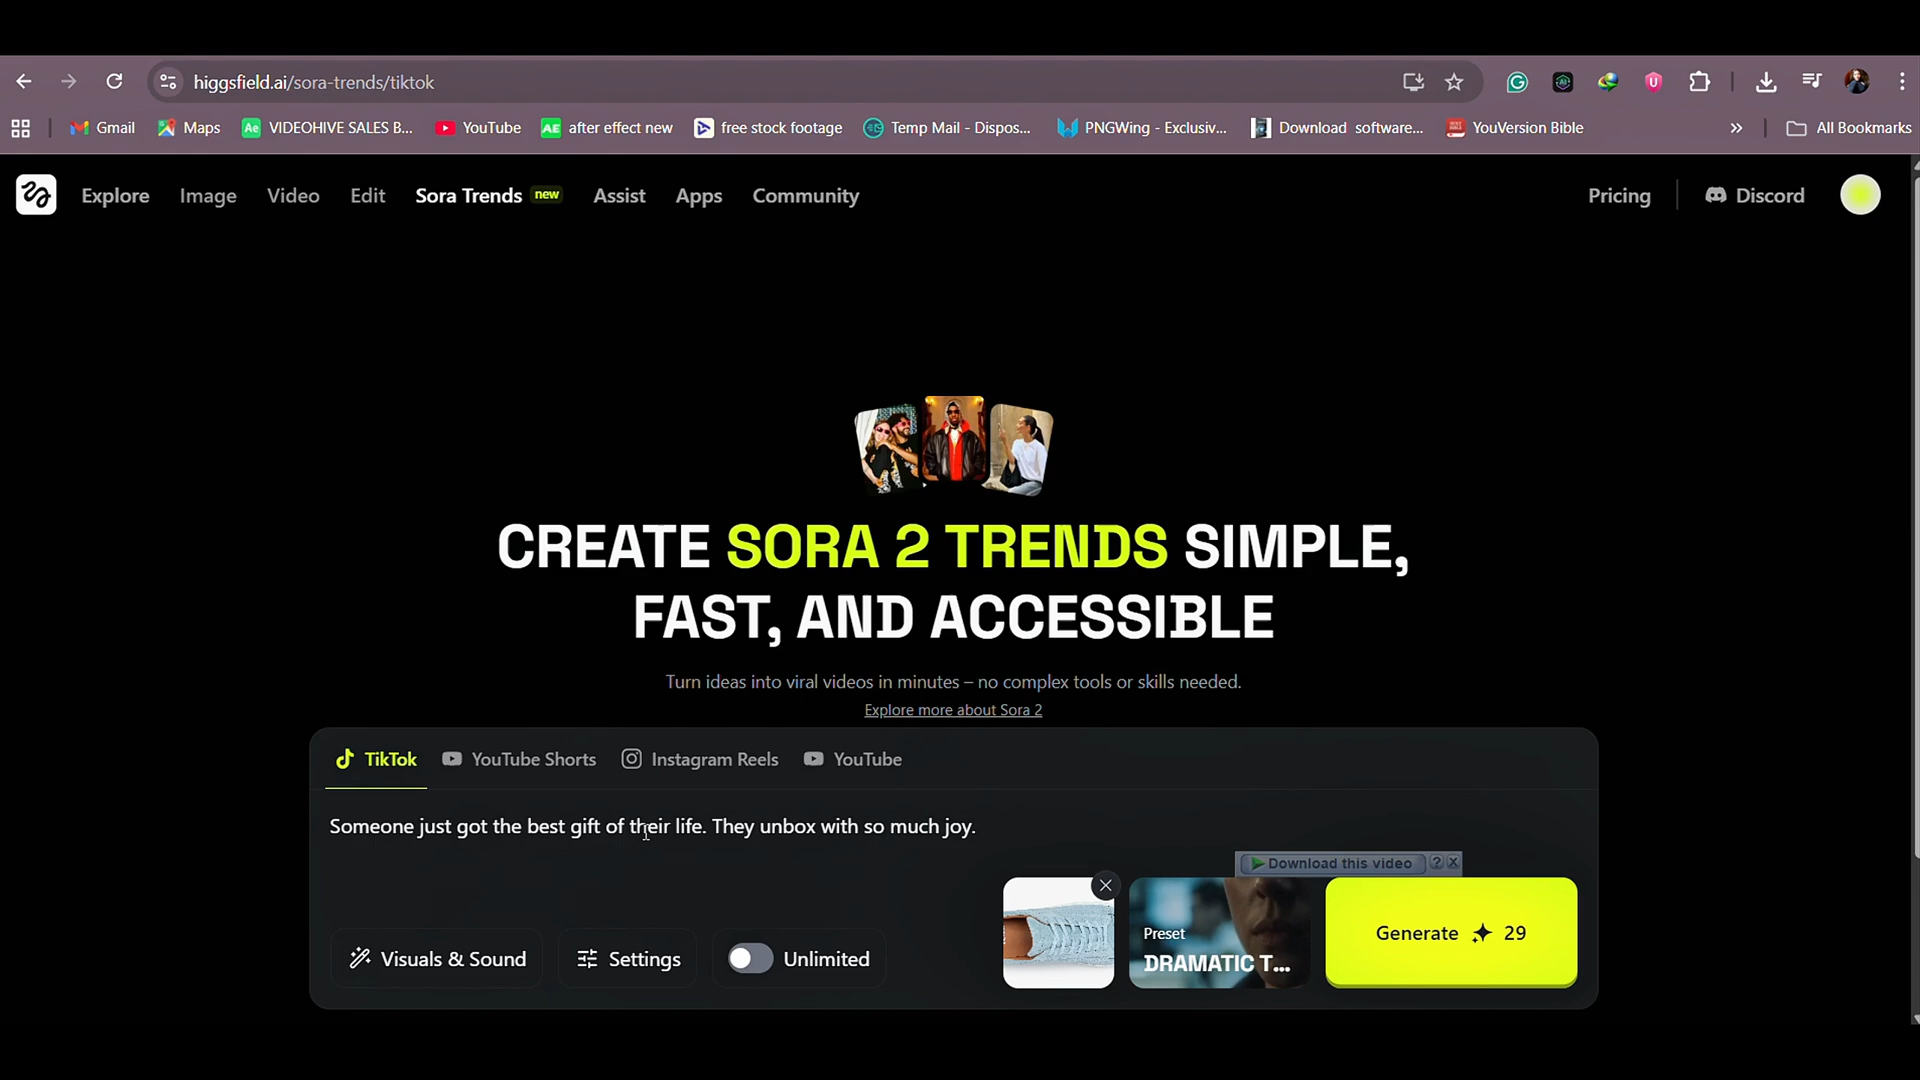 higgsfield.ai/sora-trends/tiktok
Gmail
Maps
Ae VIDEOHIVE SALES B...
YouTube
AE after effect new
free stock footage
Temp Mail - Dispos...
PNGWing - Exclusiv...
Download software...
YouVersion Bible
» All Bookmarks
Explore
Image
Video
Edit
Sora Trends new
Assist
Apps
Community
Pricing
Discord
CREATE SORA 2 TRENDS SIMPLE,
FAST, AND ACCESSIBLE
Turn ideas into viral videos in minutes – no complex tools or skills needed.
Explore more about Sora 2
TikTok
YouTube Shorts
Instagram Reels
YouTube
Someone just got the best gift of their life. They unbox with so much joy.
Download this video ? X
Visuals & Sound
Settings
Unlimited
Preset
DRAMATIC T...
Generate 29